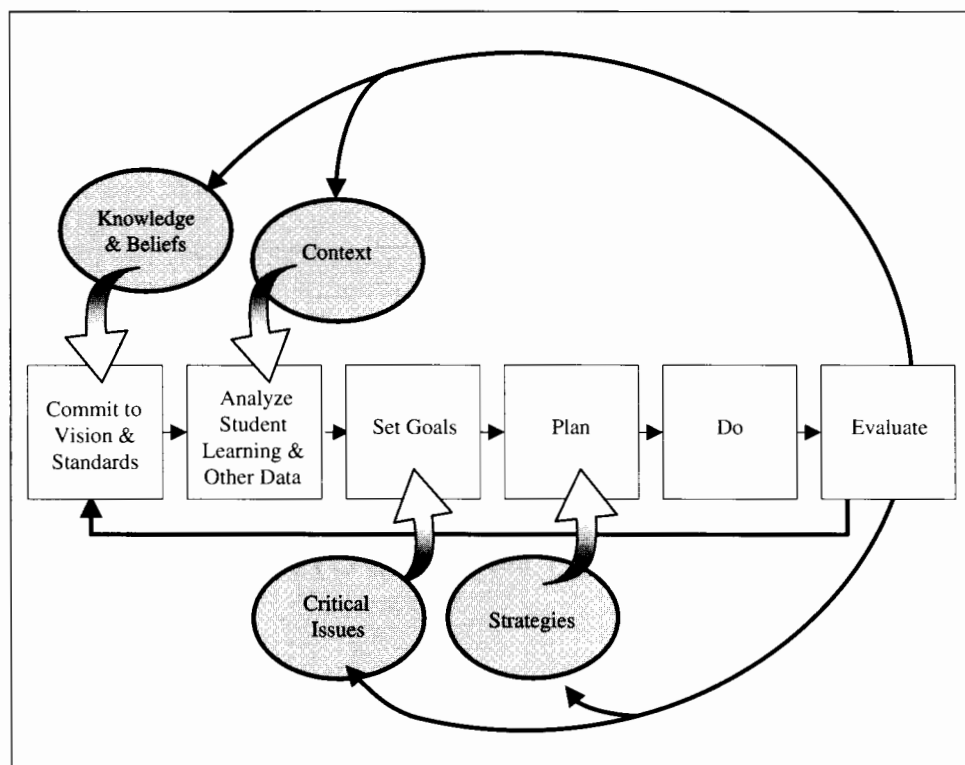 Knowledge
& Beliefs
Context
Commit to
Vision &
Standards
Analyze
Student
Learning &
Other Data
Set Goals
Plan
Do
Evaluate
Critical
Issues
Strategies